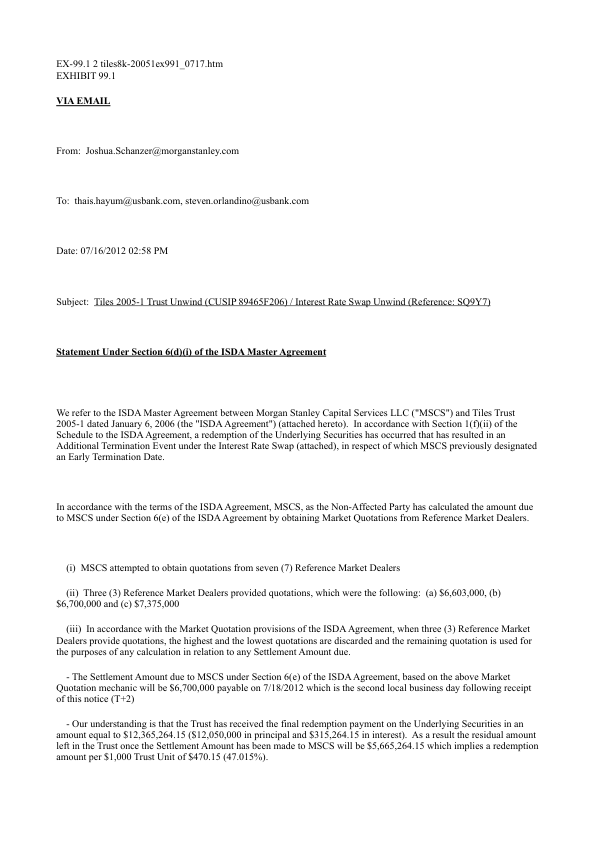 EX-99.1 2 tiles8k-20051ex991_0717.htm
EXHIBIT 99.1
VIA EMAIL
From:  Joshua.Schanzer@morganstanley.com
To:  thais.hayum@usbank.com, steven.orlandino@usbank.com
Date: 07/16/2012 02:58 PM
Subject:  Tiles 2005-1 Trust Unwind (CUSIP 89465F206) / Interest Rate Swap Unwind (Reference: SQ9Y7)
Statement Under Section 6(d)(i) of the ISDA Master Agreement
We refer to the ISDA Master Agreement between Morgan Stanley Capital Services LLC ("MSCS") and Tiles Trust
2005-1 dated January 6, 2006 (the "ISDA Agreement") (attached hereto).  In accordance with Section 1(f)(ii) of the
Schedule to the ISDA Agreement, a redemption of the Underlying Securities has occurred that has resulted in an
Additional Termination Event under the Interest Rate Swap (attached), in respect of which MSCS previously designated
an Early Termination Date.
In accordance with the terms of the ISDA Agreement, MSCS, as the Non-Affected Party has calculated the amount due
to MSCS under Section 6(e) of the ISDA Agreement by obtaining Market Quotations from Reference Market Dealers.
(i)  MSCS attempted to obtain quotations from seven (7) Reference Market Dealers
(ii)  Three (3) Reference Market Dealers provided quotations, which were the following:  (a) $6,603,000, (b)
$6,700,000 and (c) $7,375,000
(iii)  In accordance with the Market Quotation provisions of the ISDA Agreement, when three (3) Reference Market
Dealers provide quotations, the highest and the lowest quotations are discarded and the remaining quotation is used for
the purposes of any calculation in relation to any Settlement Amount due.
- The Settlement Amount due to MSCS under Section 6(e) of the ISDA Agreement, based on the above Market
Quotation mechanic will be $6,700,000 payable on 7/18/2012 which is the second local business day following receipt
of this notice (T+2)
- Our understanding is that the Trust has received the final redemption payment on the Underlying Securities in an
amount equal to $12,365,264.15 ($12,050,000 in principal and $315,264.15 in interest).  As a result the residual amount
left in the Trust once the Settlement Amount has been made to MSCS will be $5,665,264.15 which implies a redemption
amount per $1,000 Trust Unit of $470.15 (47.015%).